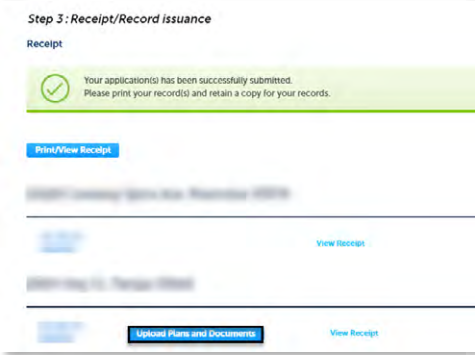 Step 3 : Receipt/Record issuance
Receipt
Your application(s) has been successfully submitted.
Please print your record(s) and retain a copy for your records.
Print/View Receipt
View Receipt
Upload Plans and Documents
View Receipt